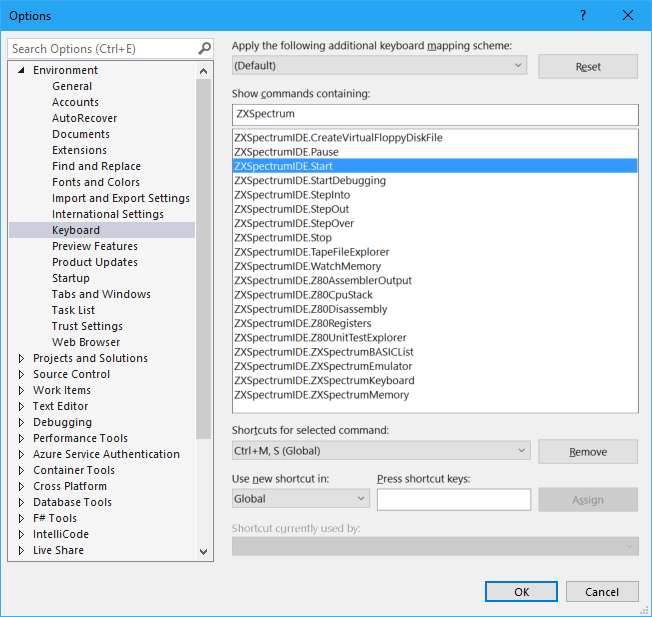 Options
Search Options (Ctrl+E)
Environment
General
Accounts
AutoRecover
Documents
Extensions
Find and Replace
Fonts and Colors
Import and Export Settings
International Settings
Keyboard
Preview Features
Product Updates
Startup
Tabs and Windows
Task List
Trust Settings
Web Browser
Projects and Solutions
Source Control
Work Items
Text Editor
Debugging
Performance Tools
Azure Service Authentication
Container Tools
Cross Platform
Database Tools
F# Tools
IntelliCode
Live Share
Apply the following additional keyboard mapping scheme:
(Default)
Reset
Show commands containing:
ZXSpectrum
ZXSpectrumIDE.CreateVirtualFloppyDiskFile
ZXSpectrumIDE.Pause
ZXSpectrumIDE.Start
ZXSpectrumIDE.StartDebugging
ZXSpectrumIDE.StepInto
ZXSpectrumIDE.StepOut
ZXSpectrumIDE.StepOver
ZXSpectrumIDE.Stop
ZXSpectrumIDE.TapeFileExplorer
ZXSpectrumIDE.WatchMemory
ZXSpectrumIDE.Z80AssemblerOutput
ZXSpectrumIDE.Z80CpuStack
ZXSpectrumIDE.Z80Disassembly
ZXSpectrumIDE.Z80Registers
ZXSpectrumIDE.Z80UnitTestExplorer
ZXSpectrumIDE.ZXSpectrumBASICList
ZXSpectrumIDE.ZXSpectrumEmulator
ZXSpectrumIDE.ZXSpectrumKeyboard
ZXSpectrumIDE.ZXSpectrumMemory
Shortcuts for selected command:
Ctrl+M, S (Global)
Remove
Use new shortcut in:
Press shortcut keys:
Global
Assign
Shortcut currently used by:
OK
Cancel